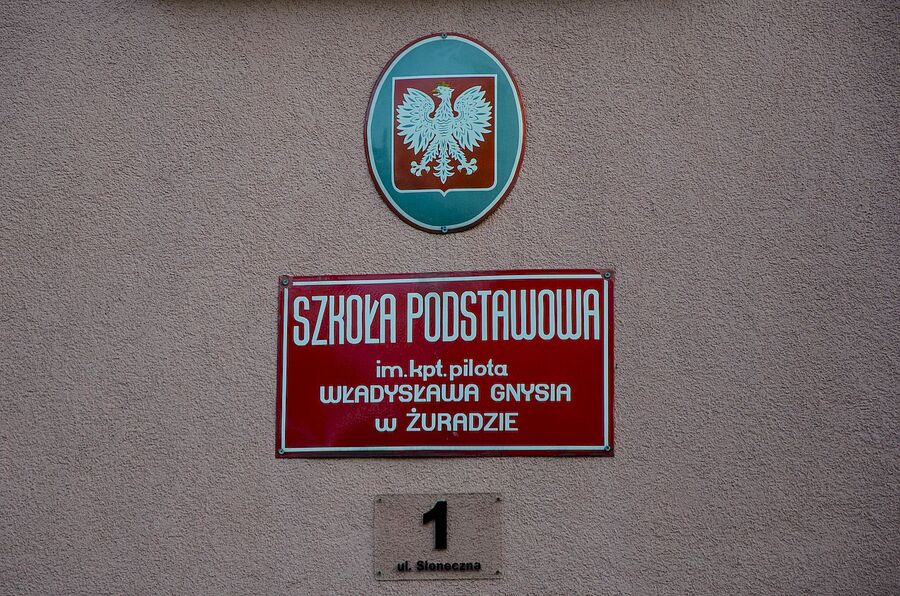 SZKOŁA PODSTAWOWA
im.kpt.pilota
WŁADYSŁAWA GNYSIA
w ŻURADZIE
1
ul. Słoneczna